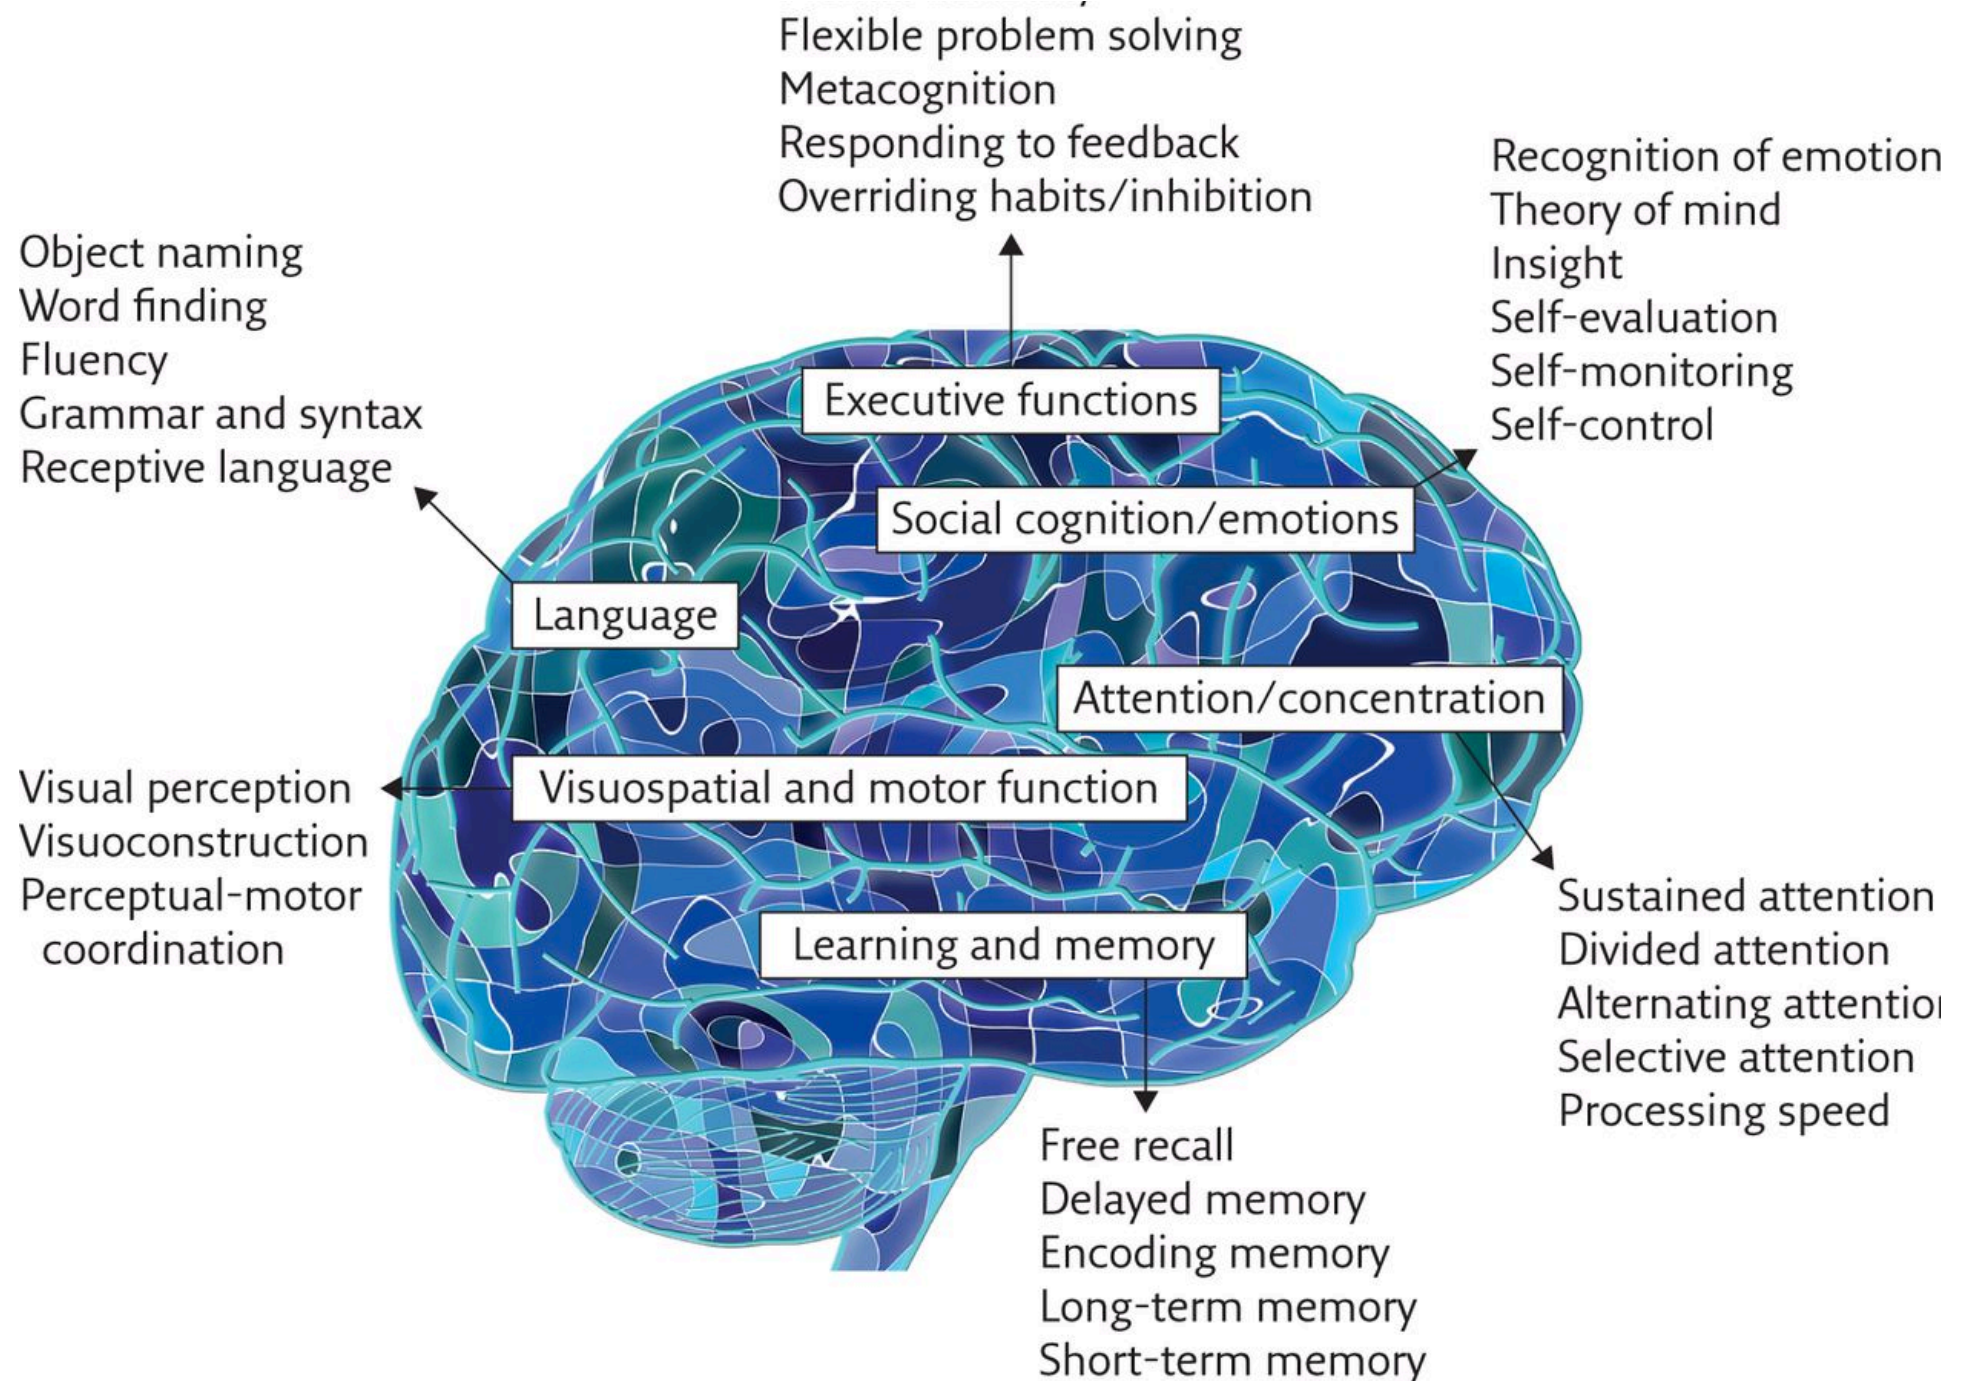 Flexible problem solving
Metacognition
Responding to feedback
Overriding habits/inhibition
Recognition of emotion
Theory of mind
Insight
Self-evaluation
Self-monitoring
Self-control
Object naming
Word finding
Fluency
Grammar and syntax
Receptive language
Executive functions
Social cognition/emotions
Language
Attention/concentration
Visuospatial and motor function
Visual perception
Visuoconstruction
Perceptual-motor
coordination
Learning and memory
Sustained attention
Divided attention
Alternating attention
Selective attention
Processing speed
Free recall
Delayed memory
Encoding memory
Long-term memory
Short-term memory